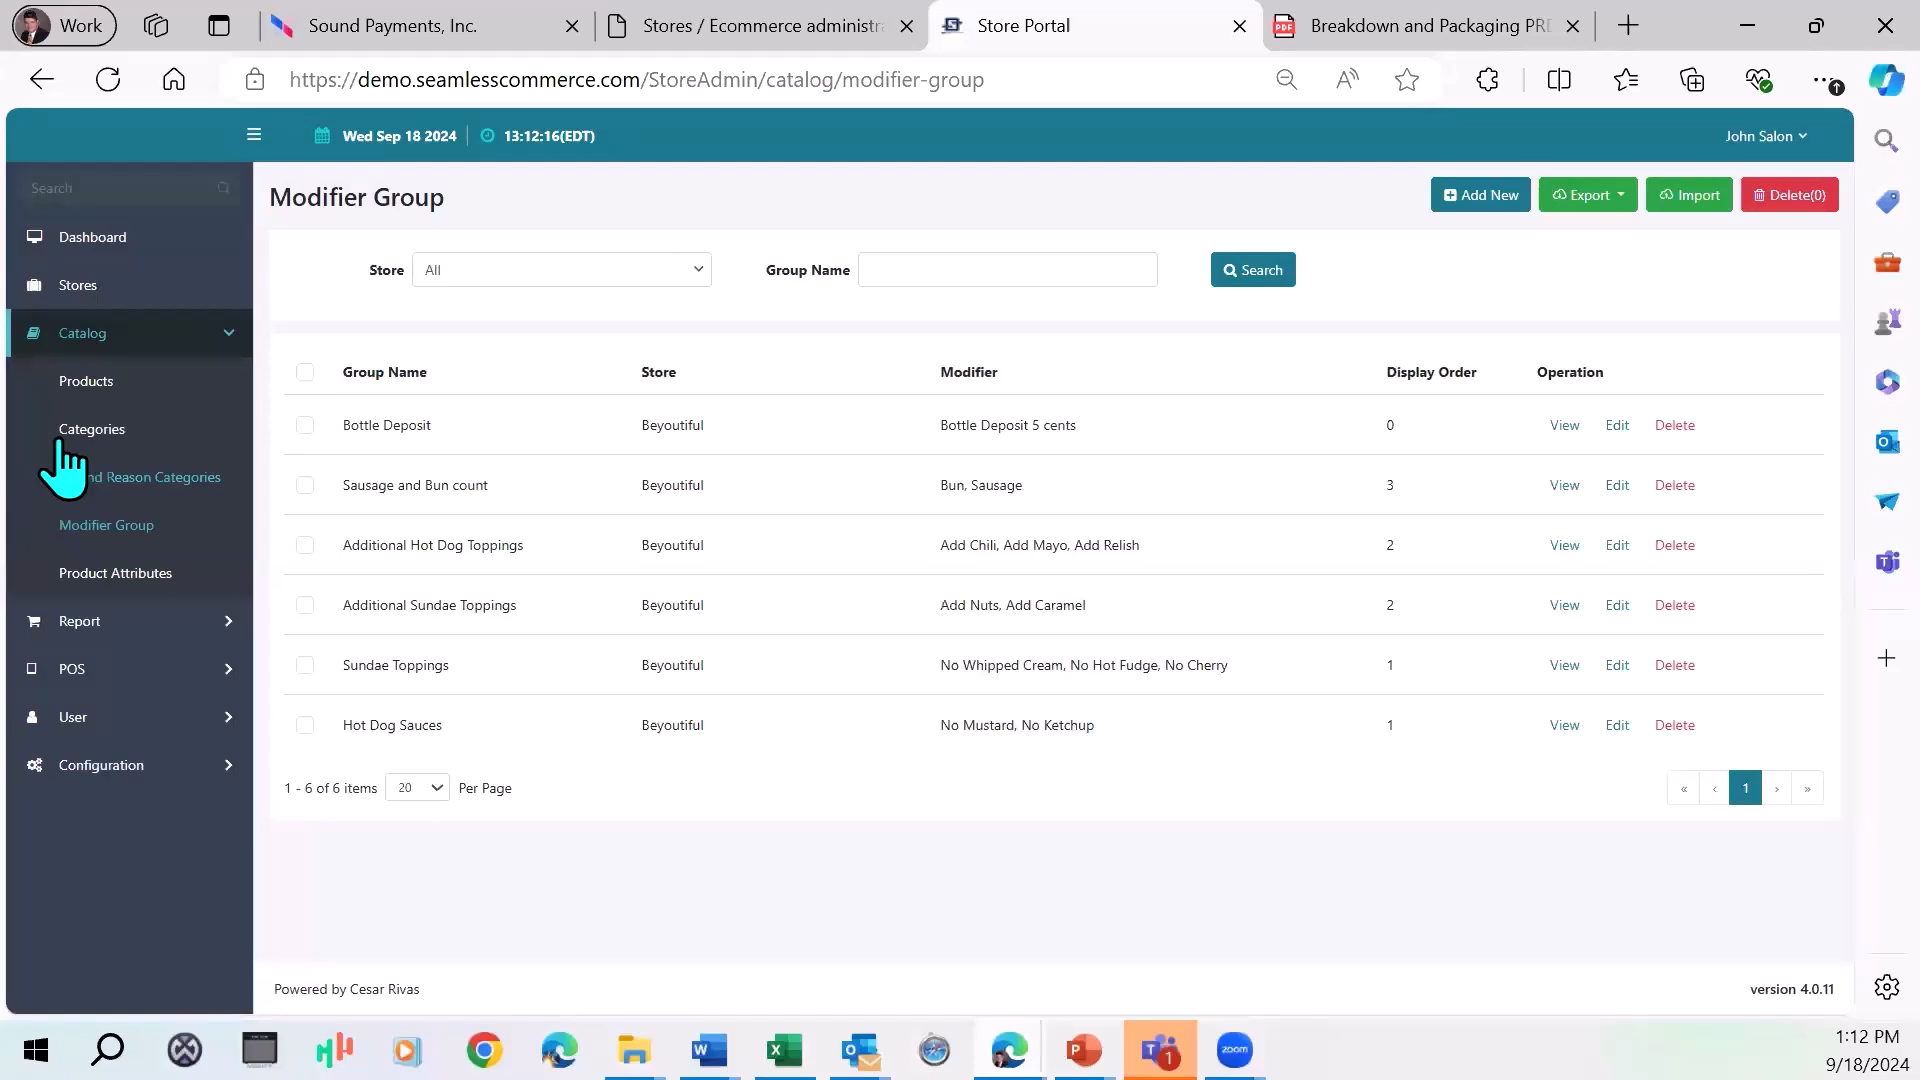 Work
Sound Payments, Inc.
Stores / Ecommerce administra
Store Portal
Breakdown and Packaging PRE
https://demo.seamlesscommerce.com/StoreAdmin/catalog/modifier-group
Wed Sep 18 2024
13:12:16(EDT)
John Salon
Search
Dashboard
Stores
Catalog
Products
Categories
nd Reason Categories
Modifier Group
Product Attributes
Report
POS
User
Configuration
Modifier Group
Add New
Export
Import
Delete(0)
Store
All
Group Name
Search
Group Name Store Modifier Display Order Operation
Bottle Deposit Beyoutiful Bottle Deposit 5 cents 0 View Edit Delete
Sausage and Bun count Beyoutiful Bun, Sausage 3 View Edit Delete
Additional Hot Dog Toppings Beyoutiful Add Chili, Add Mayo, Add Relish 2 View Edit Delete
Additional Sundae Toppings Beyoutiful Add Nuts, Add Caramel 2 View Edit Delete
Sundae Toppings Beyoutiful No Whipped Cream, No Hot Fudge, No Cherry 1 View Edit Delete
Hot Dog Sauces Beyoutiful No Mustard, No Ketchup 1 View Edit Delete
1 - 6 of 6 items 20 Per Page
« ‹ 1 › »
Powered by Cesar Rivas
version 4.0.11
zoom
1
1:12 PM
9/18/2024